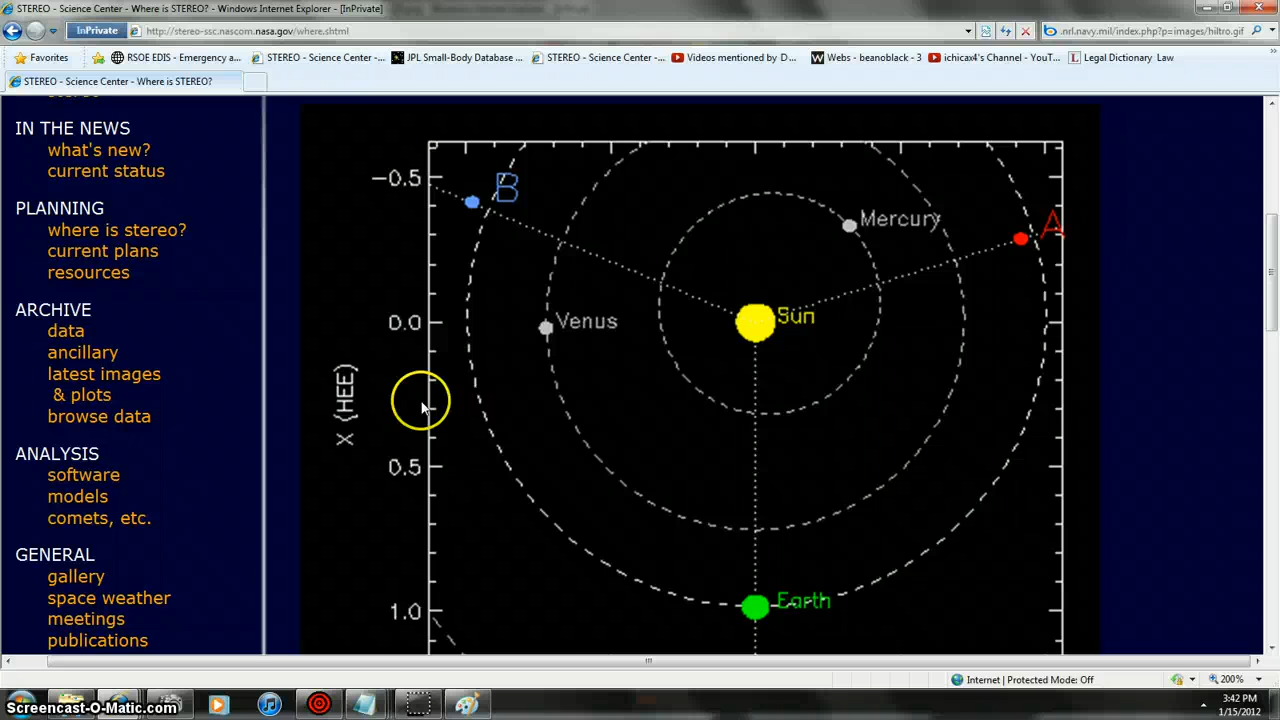 STEREO - Science Center - Where is STEREO? - Windows Internet Explorer - [InPrivate]
InPrivate
http://stereo-ssc.nascom.nasa.gov/where.shtml
.nrl.navy.mil/index.php?p=images/hiltro.gif
Favorites
RSOE EDIS - Emergency a...
STEREO - Science Center -...
JPL Small-Body Database ...
STEREO - Science Center -...
Videos mentioned by D...
Webs - beanoblack - 3
ichicax4's Channel - YouT...
Legal Dictionary Law
STEREO - Science Center - Where is STEREO?
IN THE NEWS
what's new?
current status
PLANNING
where is stereo?
current plans
resources
ARCHIVE
data
ancillary
latest images
& plots
browse data
ANALYSIS
software
models
comets, etc.
GENERAL
gallery
space weather
meetings
publications
-0.5
0.0
0.5
1.0
X (HEE)
B
Mercury
A
Sun
Venus
Earth
Internet | Protected Mode: Off
200%
Screencast-O-Matic.com
3:42 PM
1/15/2012